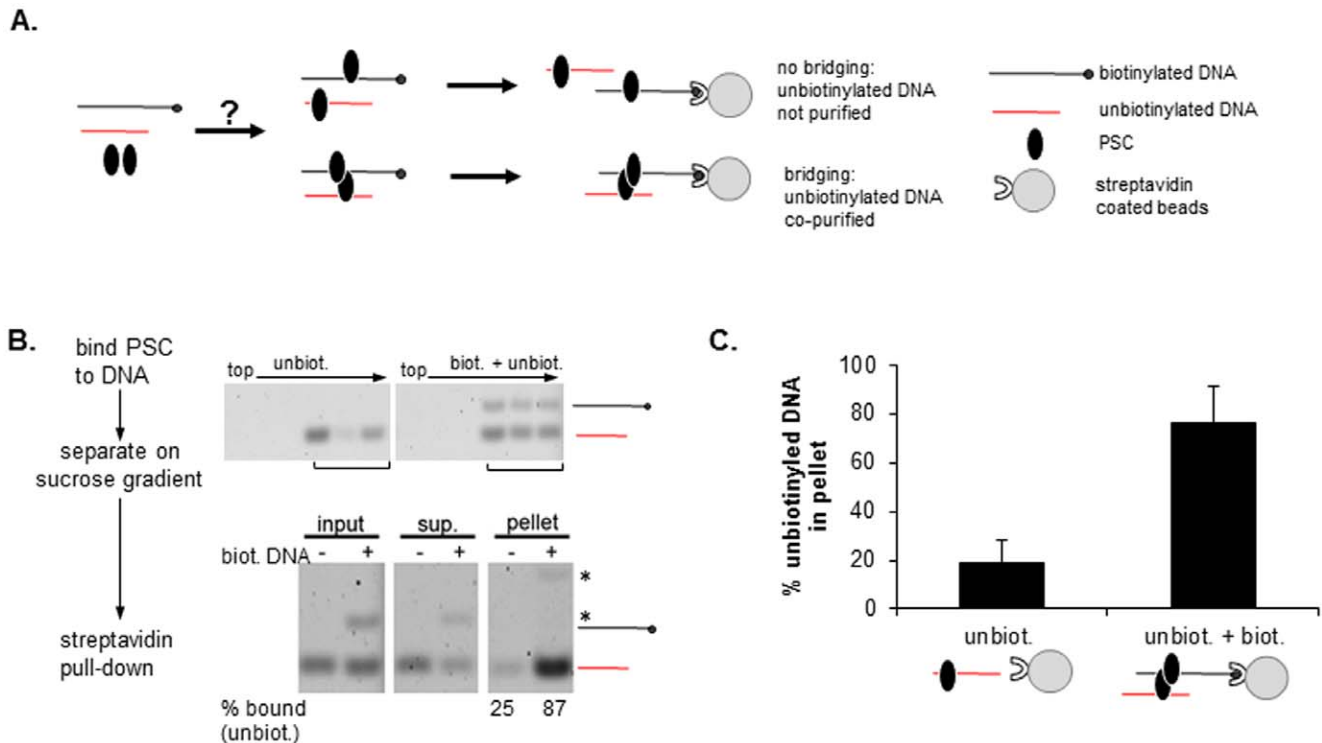 A.
?
no bridging:
unbiotinylated DNA
not purified
bridging:
unbiotinylated DNA
co-purified
biotinylated DNA
unbiotinylated DNA
PSC
streptavidin
coated beads
B.
bind PSC
to DNA
separate on
sucrose gradient
streptavidin
pull-down
top unbiot.
top biot. + unbiot.
input sup. pellet
biot. DNA - + - + - +
*
*
% bound 25 87
(unbiot.)
C.
% unbiotinyled DNA
in pellet
100
80
60
40
20
0
unbiot. unbiot. + biot.